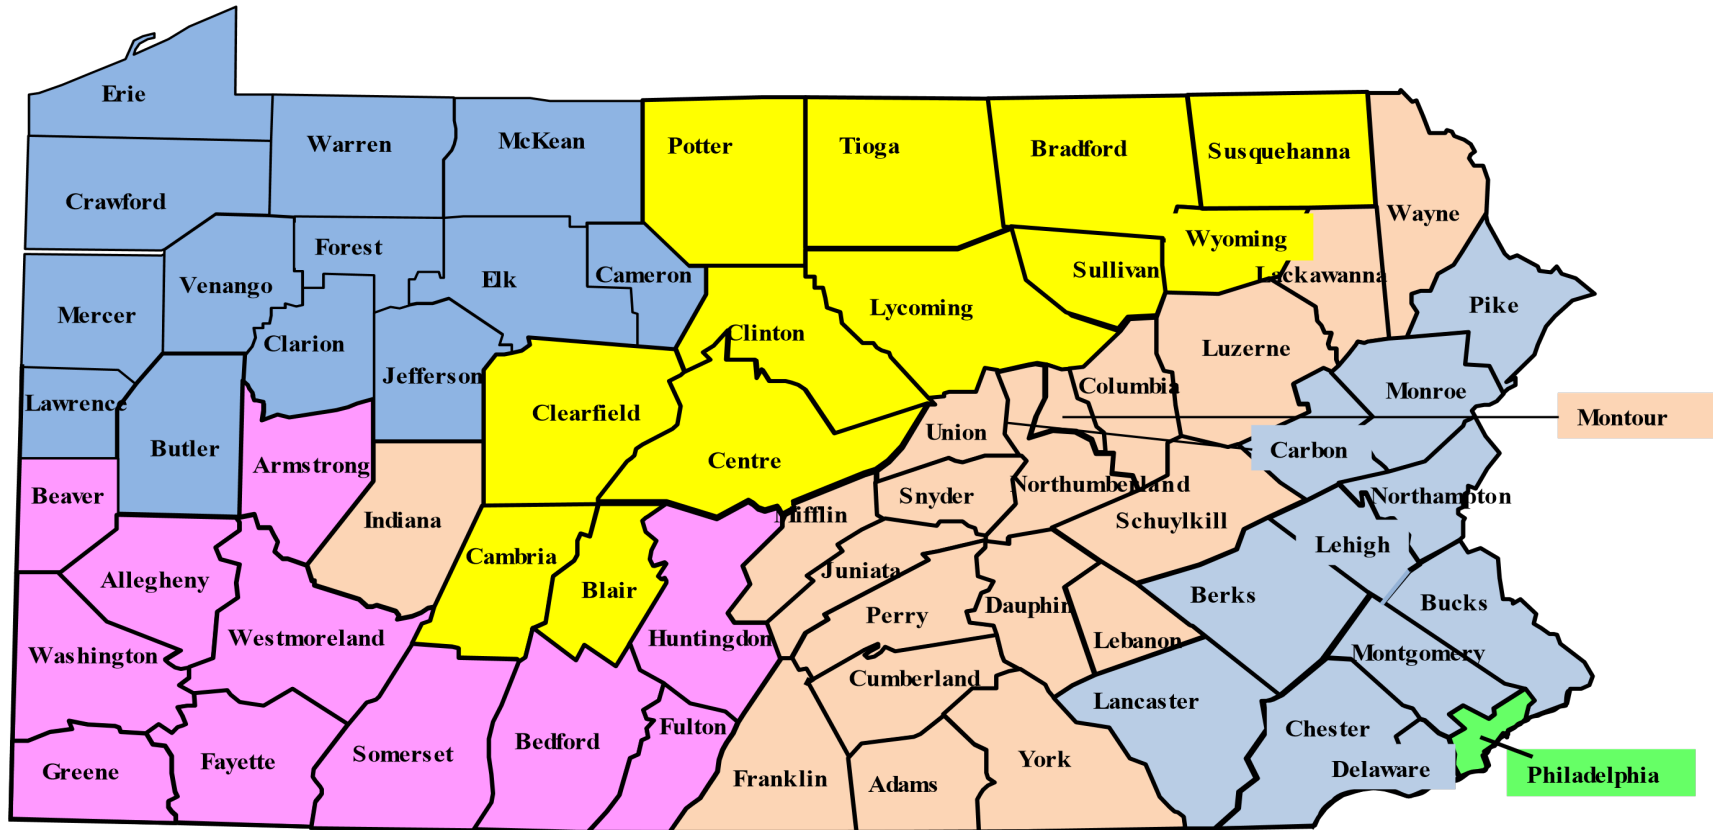 Erie
Warren
McKean
Potter
Tioga
Bradford
Susquehanna
Crawford
Wayne
Forest
Wyoming
Venango
Elk
Cameron
Sullivan
Lackawanna
Mercer
Lycoming
Pike
Clarion
Clinton
Luzerne
Jefferson
Columbia
Monroe
Lawrence
Clearfield
Montour
Butler
Union
Carbon
Armstrong
Centre
Beaver
Snyder
Northumberland
Northampton
Indiana
Mifflin
Schuylkill
Cambria
Lehigh
Allegheny
Juniata
Blair
Berks
Bucks
Perry
Dauphin
Westmoreland
Huntingdon
Lebanon
Washington
Montgomery
Cumberland
Lancaster
Fulton
Chester
Bedford
Somerset
Fayette
York
Greene
Franklin
Adams
Delaware
Philadelphia